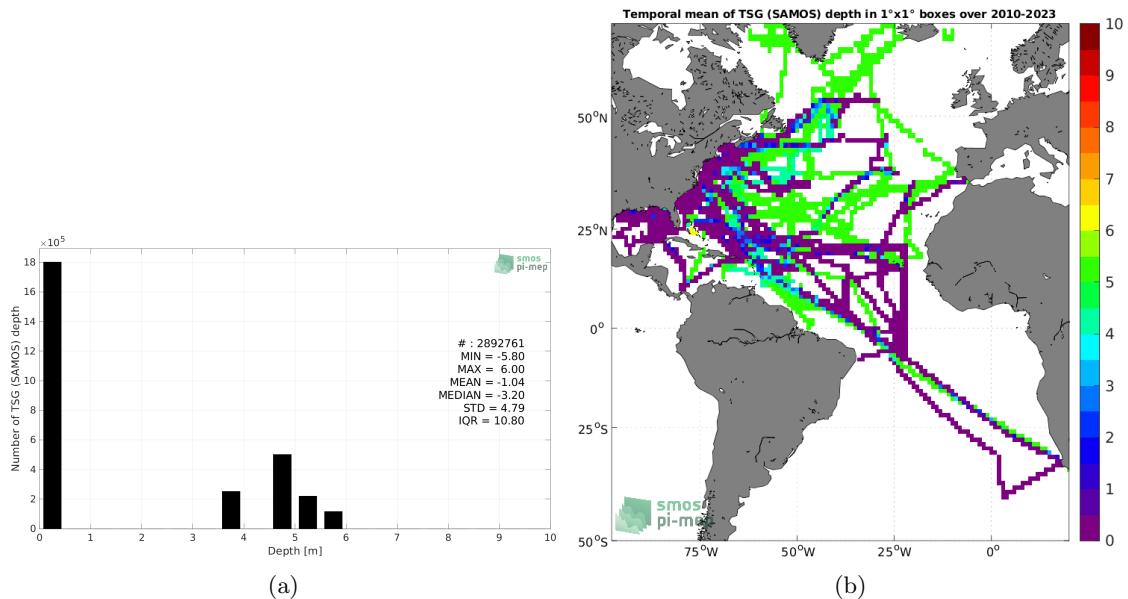 ×10⁵
18
16
14
12
10
8
6
4
2
0
Number of TSG (SAMOS) depth
0 1 2 3 4 5 6 7 8 9 10
Depth [m]
smos
pi-mep
# : 2892761
MIN = -5.80
MAX = 6.00
MEAN = -1.04
MEDIAN = -3.20
STD = 4.79
IQR = 10.80
(a)
Temporal mean of TSG (SAMOS) depth in 1°x1° boxes over 2010-2023
50°N
25°N
0°
25°S
50°S
75°W 50°W 25°W 0°
smos
pi-mep
10
9
8
7
6
5
4
3
2
1
0
(b)